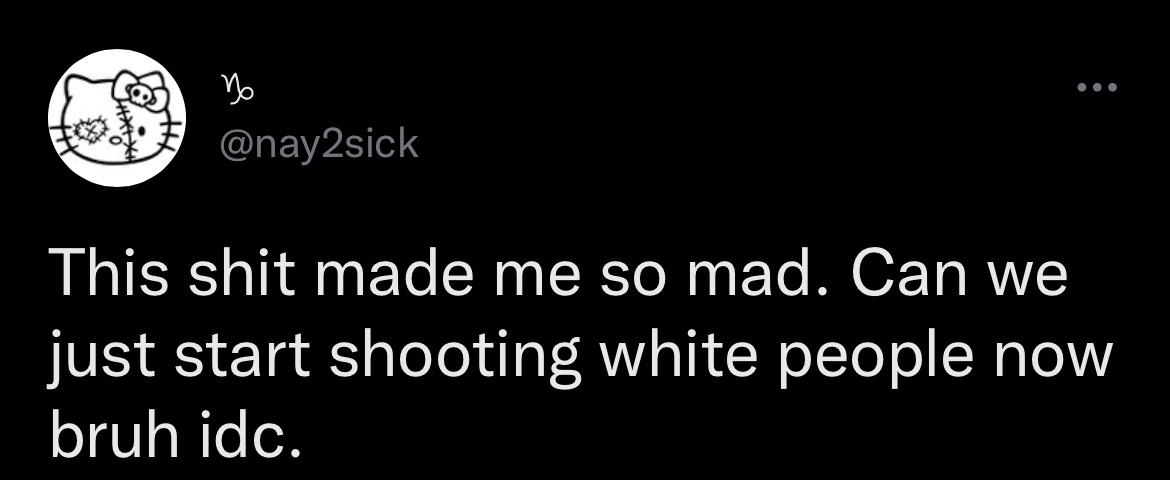 ♑︎
@nay2sick
This shit made me so mad. Can we
just start shooting white people now
bruh idc.